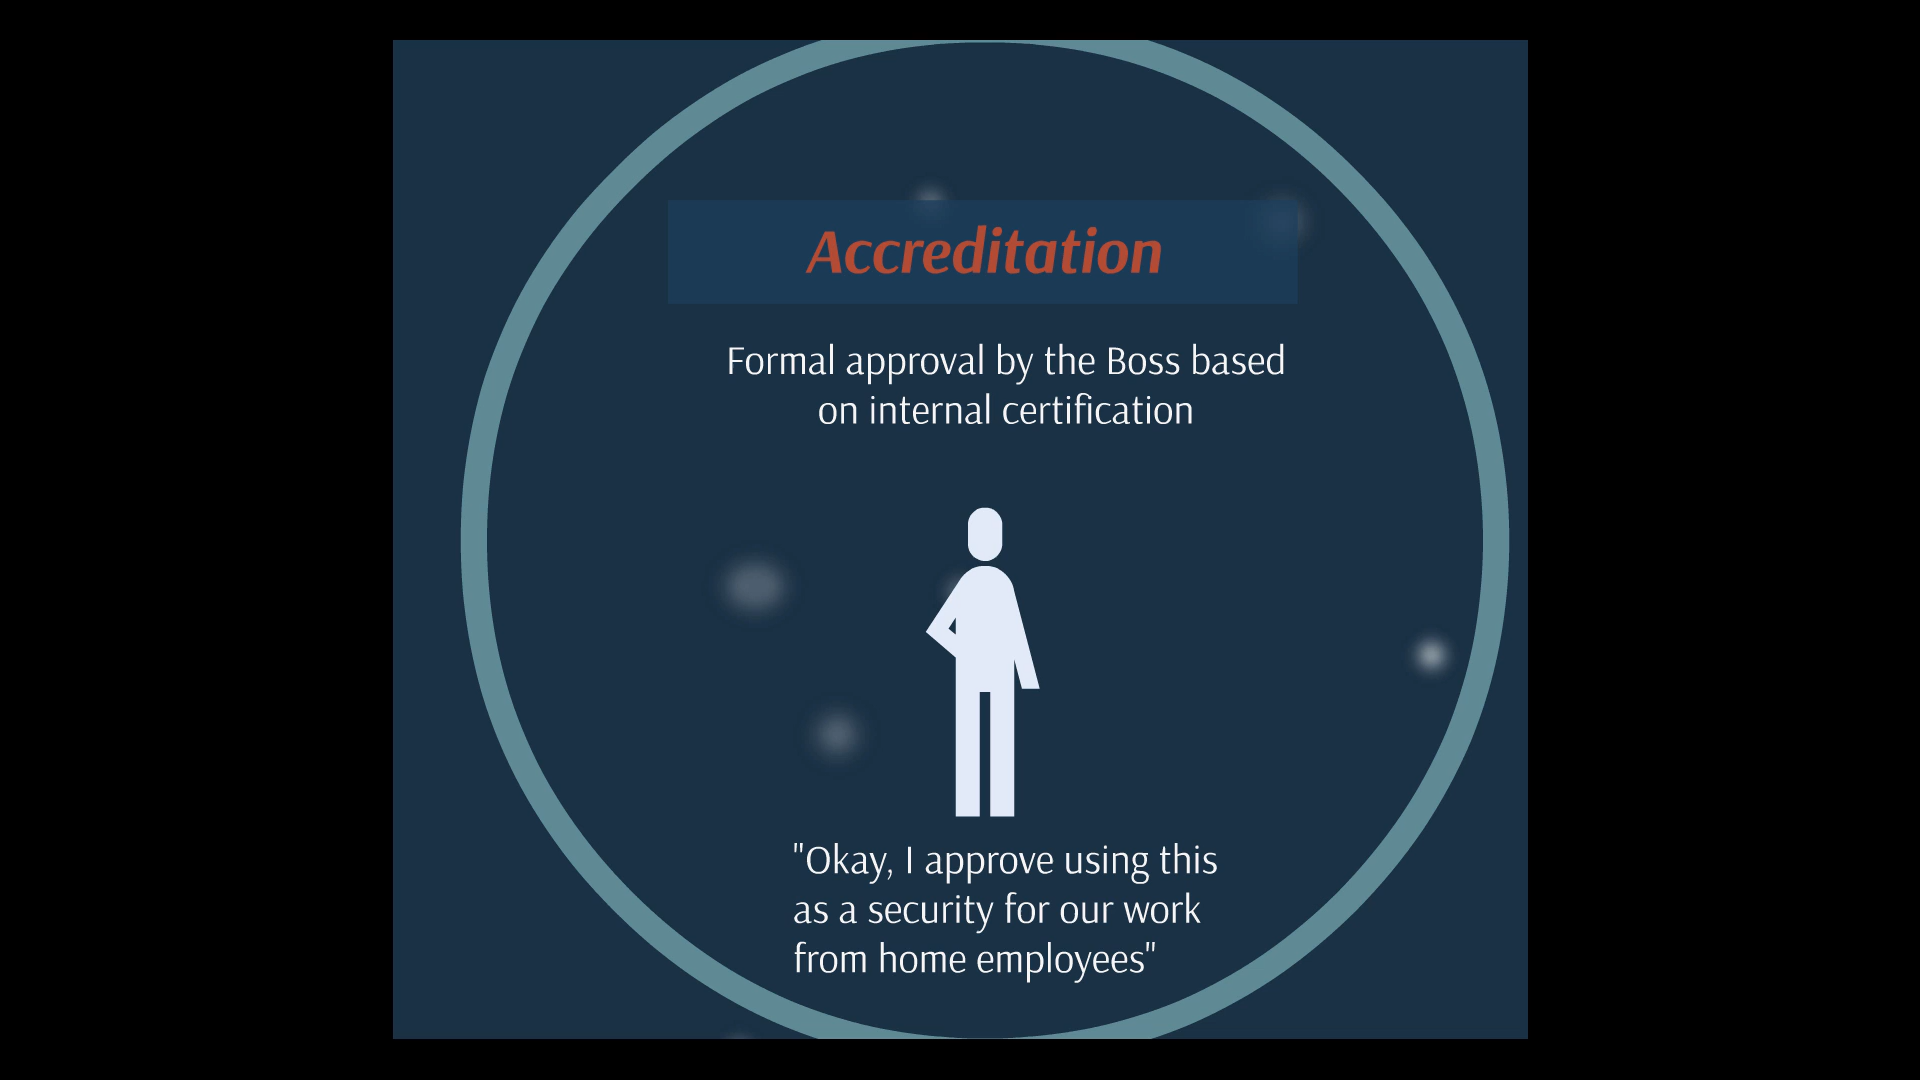 Accreditation
Formal approval by the Boss based
on internal certification
"Okay, I approve using this
as a security for our work
from home employees"